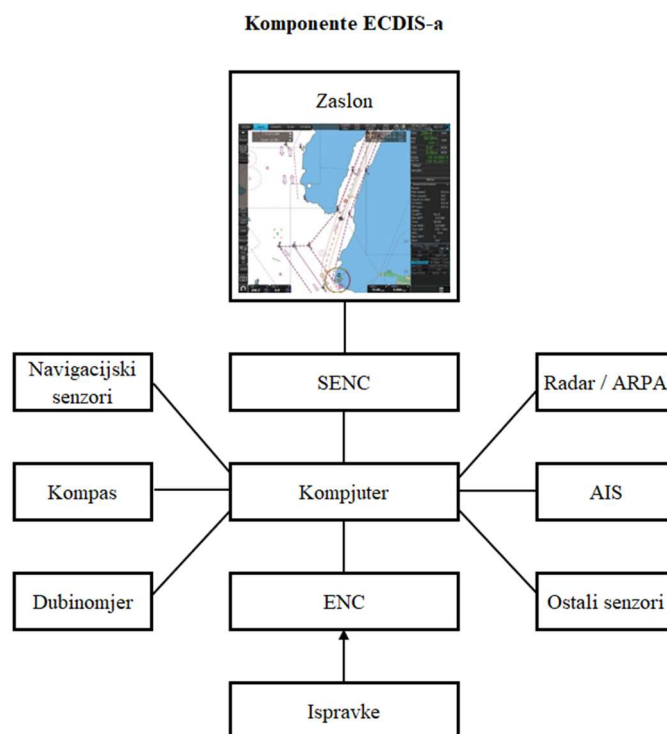 Komponente ECDIS-a
Zaslon
Navigacijski
senzori
SENC
Radar / ARPA
Kompas
Kompjuter
AIS
Dubinomjer
ENC
Ostali senzori
Ispravke